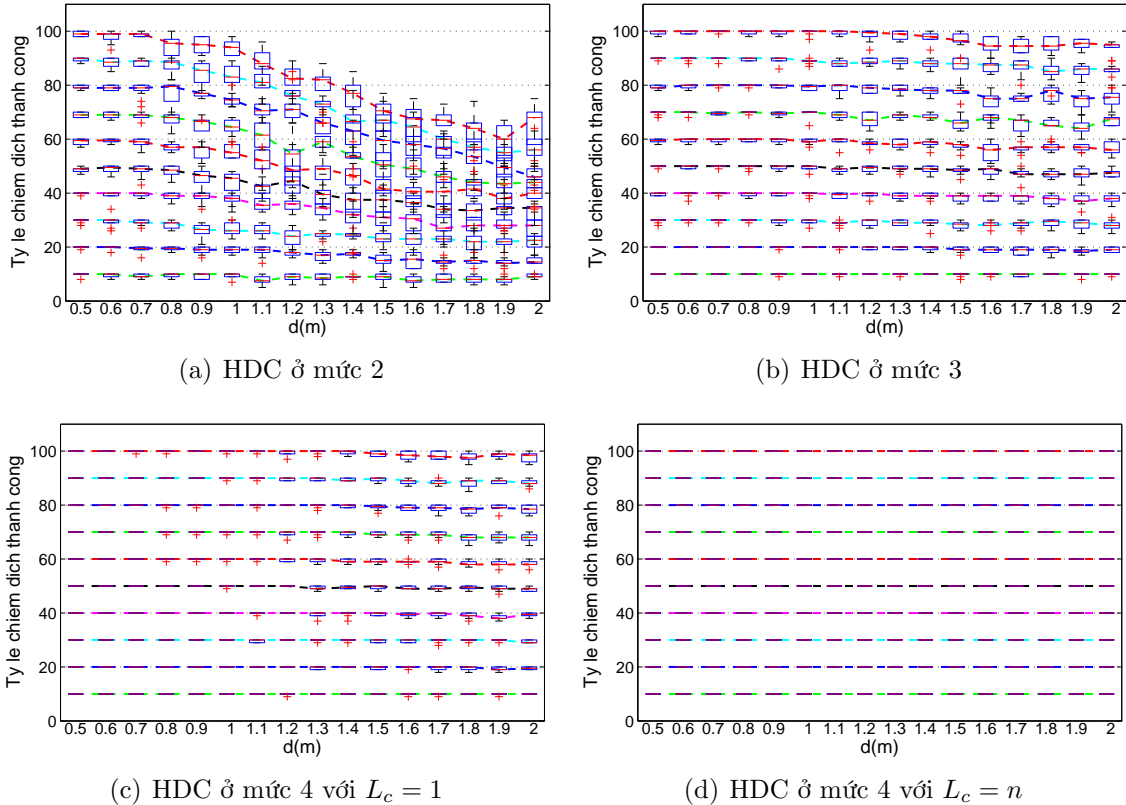 Ty le chiem dich thanh cong
100
80
60
40
20
0
0.5 0.6 0.7 0.8 0.9 1 1.1 1.2 1.3 1.4 1.5 1.6 1.7 1.8 1.9 2
d(m)
(a) HDC ở mức 2
Ty le chiem dich thanh cong
100
80
60
40
20
0
0.5 0.6 0.7 0.8 0.9 1 1.1 1.2 1.3 1.4 1.5 1.6 1.7 1.8 1.9 2
d(m)
(b) HDC ở mức 3
Ty le chiem dich thanh cong
100
80
60
40
20
0
0.5 0.6 0.7 0.8 0.9 1 1.1 1.2 1.3 1.4 1.5 1.6 1.7 1.8 1.9 2
d(m)
(c) HDC ở mức 4 với L_c = 1
Ty le chiem dich thanh cong
100
80
60
40
20
0
0.5 0.6 0.7 0.8 0.9 1 1.1 1.2 1.3 1.4 1.5 1.6 1.7 1.8 1.9 2
d(m)
(d) HDC ở mức 4 với L_c = n